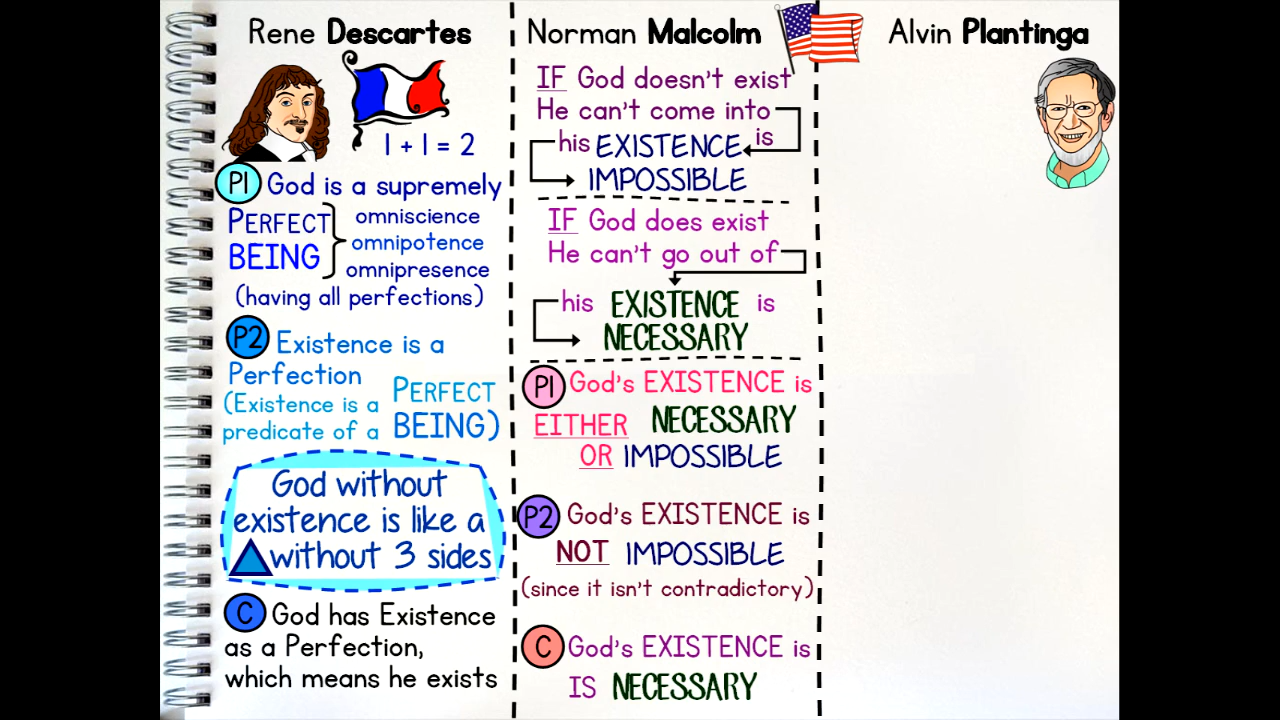 Rene Descartes
1 + 1 = 2
P1 God is a supremely
PERFECT BEING
omniscience
omnipotence
omnipresence
(having all perfections)
P2 Existence is a
Perfection
(Existence is a
predicate of a PERFECT BEING)
God without
existence is like a
without 3 sides
C God has Existence
as a Perfection,
which means he exists
Norman Malcolm
IF God doesn't exist
He can't come into
his EXISTENCE is
IMPOSSIBLE
IF God does exist
He can't go out of
his EXISTENCE is
NECESSARY
P1 God's EXISTENCE is
EITHER NECESSARY
OR IMPOSSIBLE
P2 God's EXISTENCE is
NOT IMPOSSIBLE
(since it isn't contradictory)
C God's EXISTENCE is
IS NECESSARY
Alvin Plantinga